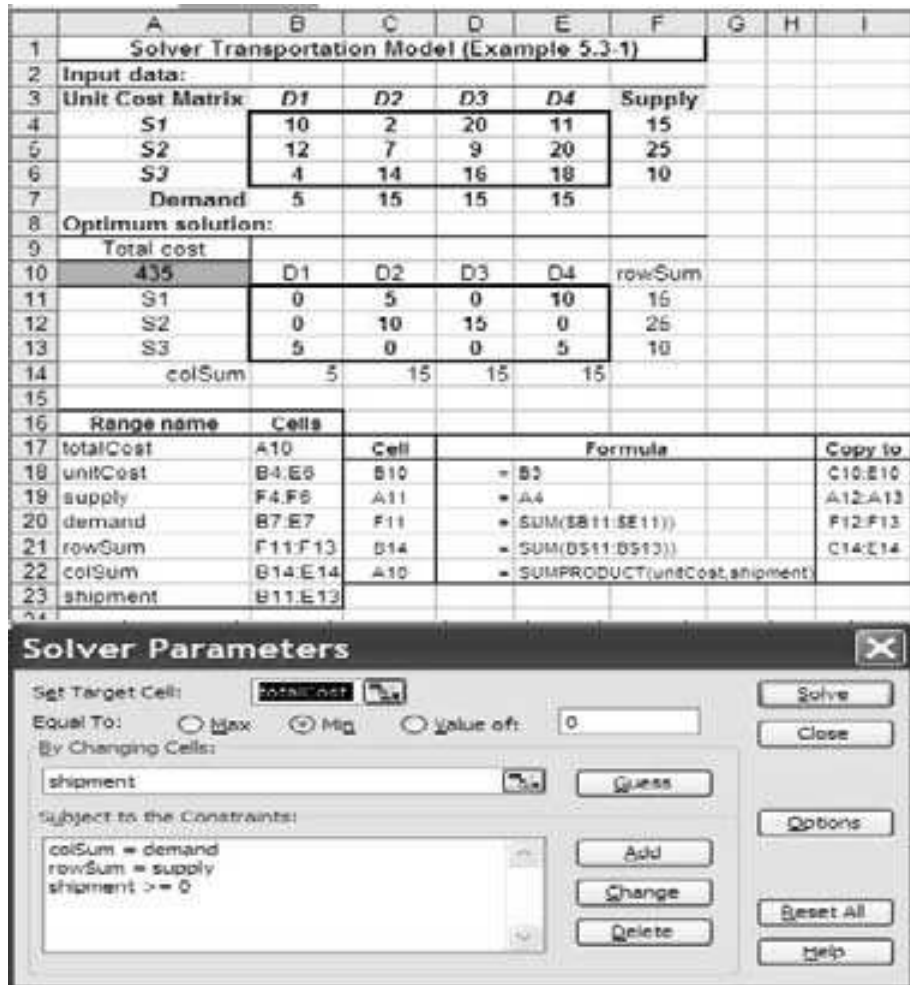 A B C D E F G H I
1 Solver Transportation Model (Example 5.3-1)
2 Input data:
3 Unit Cost Matrix D1 D2 D3 D4 Supply
4 S1 10 2 20 11 15
5 S2 12 7 9 20 25
6 S3 4 14 16 18 10
7 Demand 5 15 15 15
8 Optimum solution:
9 Total cost
10 435 D1 D2 D3 D4 rowSum
11 S1 0 5 0 10 15
12 S2 0 10 15 0 25
13 S3 5 0 0 5 10
14 colSum 5 15 15 15
15
16 Range name Cells
17 totalCost A10 Cell Formula Copy to
18 unitCost B4:E6 B10 = B3 C10:E10
19 supply F4:F6 A11 = A4 A12:A13
20 demand B7:E7 F11 = SUM($B11:$E11)) F12:F13
21 rowSum F11:F13 B14 = SUM(B$11:B$13)) C14:E14
22 colSum B14:E14 A10 = SUMPRODUCT(unitCost,shipment)
23 shipment B11:E13
24
Solver Parameters
Set Target Cell: totalCost Solve
Equal To: Max Min Value of: 0 Close
By Changing Cells:
shipment Guess
Subject to the Constraints: Options
colSum = demand Add
rowSum = supply
shipment >= 0 Change
Reset All
Delete
Help